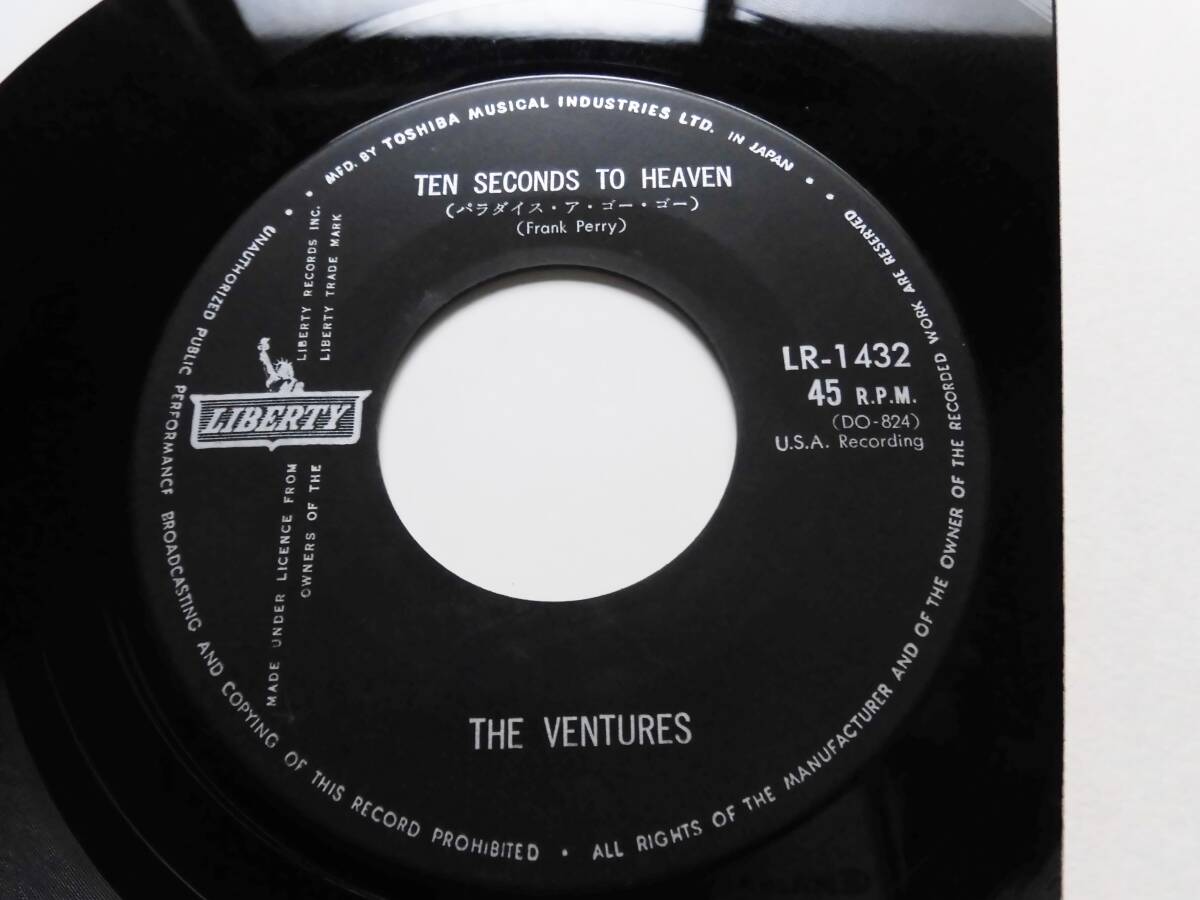 MFD. BY TOSHIBA MUSICAL INDUSTRIES LTD. IN JAPAN
TEN SECONDS TO HEAVEN
(パラダイス・ア・ゴー・ゴー)
(Frank Perry)
LIBERTY RECORDS INC.
LIBERTY TRADE MARK
LIBERTY
MADE UNDER LICENCE FROM
OWNERS OF THE
LR-1432
45 R.P.M.
(DO-824)
U.S.A. Recording
THE VENTURES
UNAUTHORIZED PUBLIC PERFORMANCE BROADCASTING AND COPYING OF THIS RECORD PROHIBITED • ALL RIGHTS OF THE MANUFACTURER AND OF THE OWNER OF THE RECORDED WORK ARE RESERVED